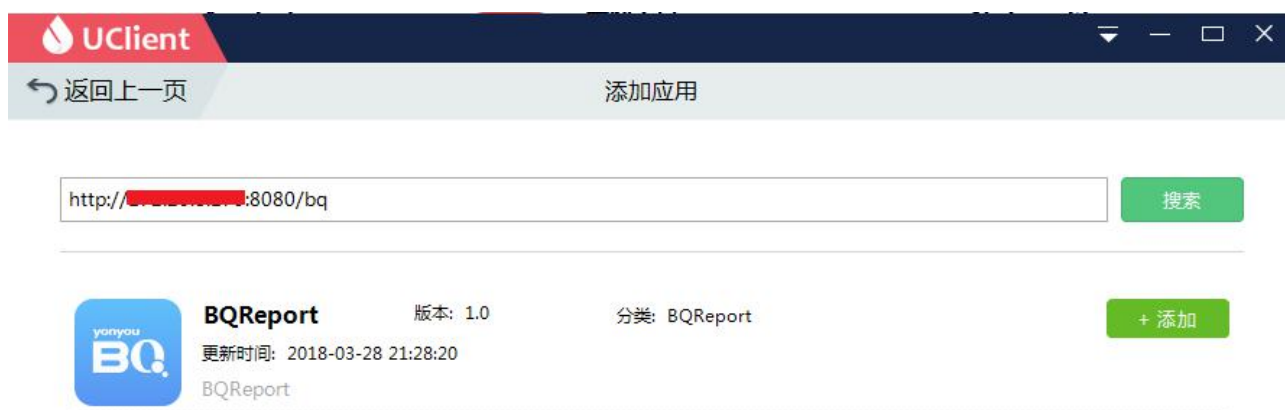 UClient
返回上一页
添加应用
http://
:8080/bq
搜索
BQReport 版本: 1.0 分类: BQReport
+ 添加
更新时间: 2018-03-28 21:28:20
BQReport
yonyou
BQ